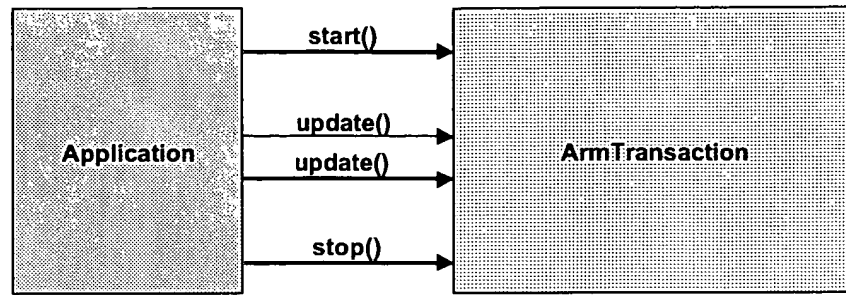 start()
update()
Application
ArmTransaction
update()
stop()